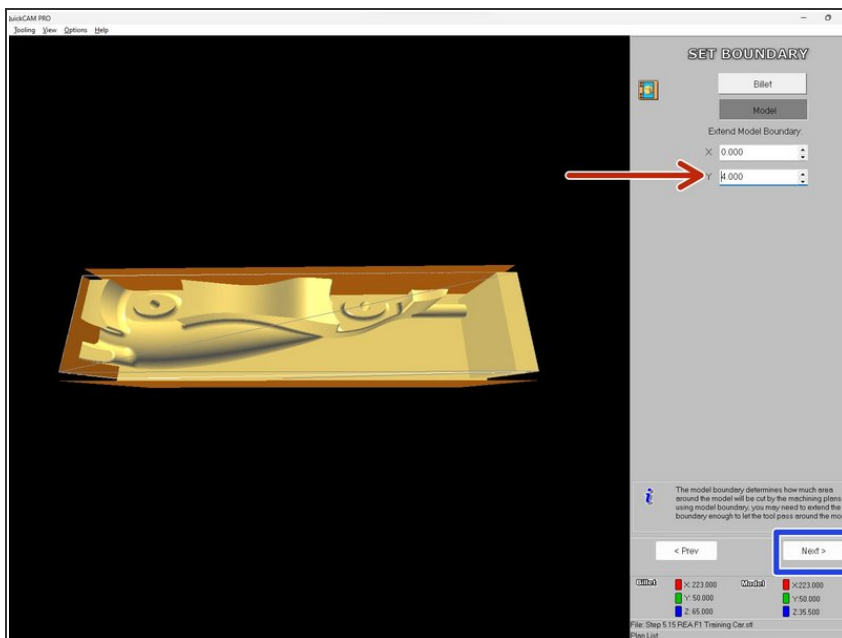 uickCAM PRO
Tooling View Options Help
SET BOUNDARY
Billet
Model
Extend Model Boundary:
X 0.000
Y 4.000
The model boundary determines how much area
around the model will be cut by the machining plans
using model boundary, you may need to extend the
boundary enough to let the tool pass around the mo
< Prev Next >
Billet X: 223.000 Model X:223.000
Y: 50.000 Y:50.000
Z: 65.000 Z:35.500
File: Step 5.15 REA F1 Training Car.stl
Plan List